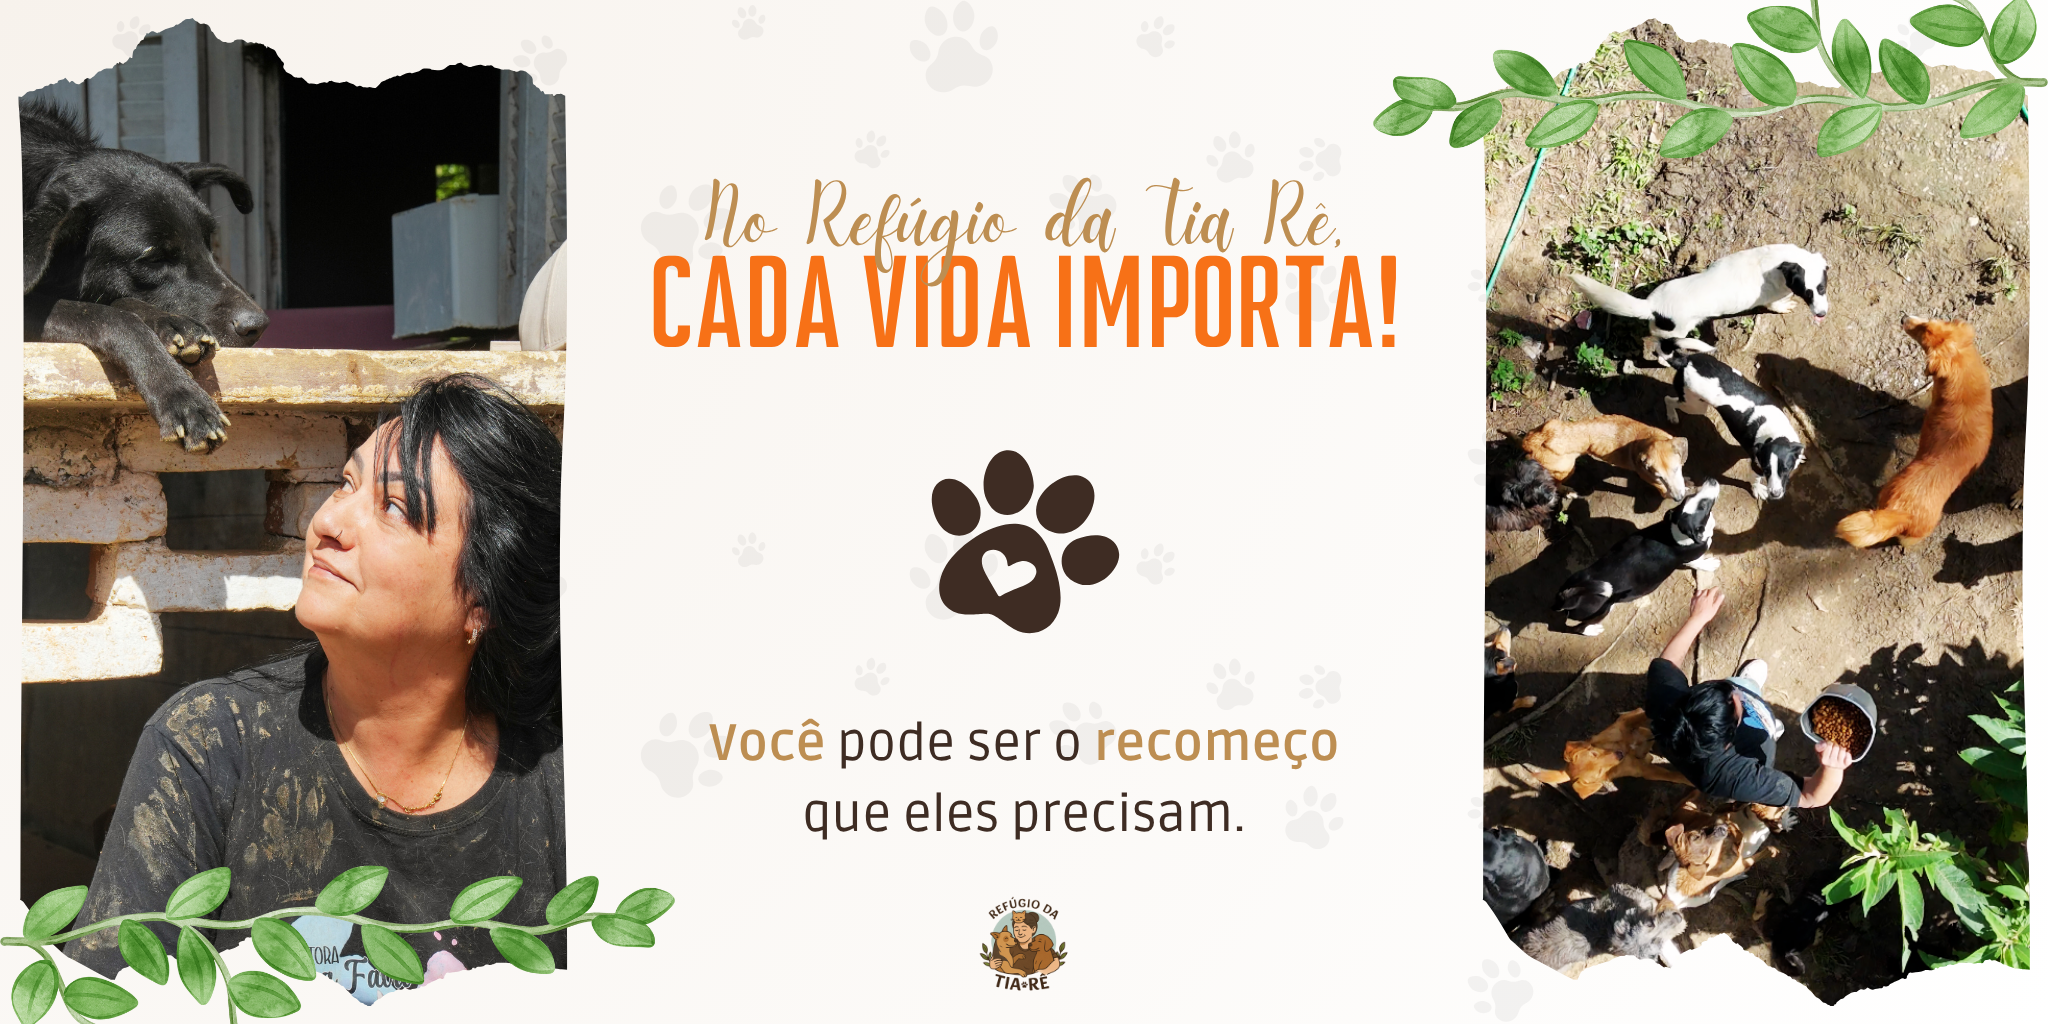 No Refúgio da Tia Rê,
CADA VIDA IMPORTA!
Você pode ser o recomeço
que eles precisam.
REFÚGIO DA
TIA RÊ